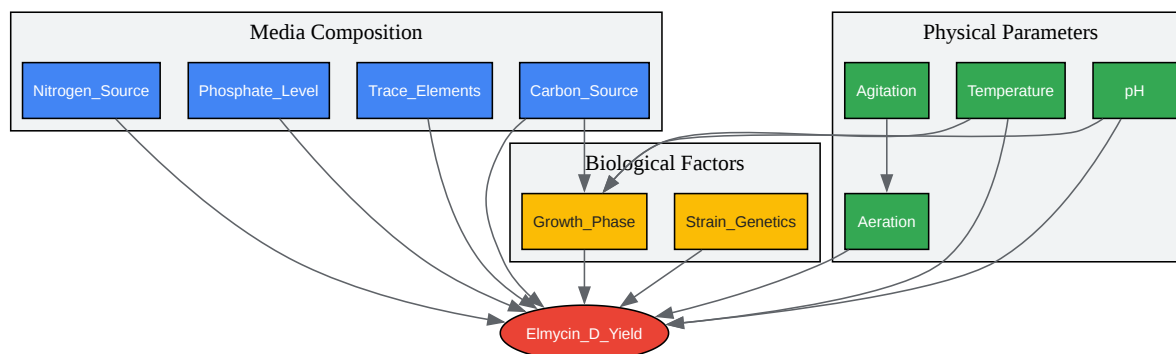 Media Composition
Physical Parameters
Nitrogen_Source
Phosphate_Level
Trace_Elements
Carbon_Source
Agitation
Temperature
pH
Biological Factors
Growth_Phase
Strain_Genetics
Aeration
Elmycin_D_Yield